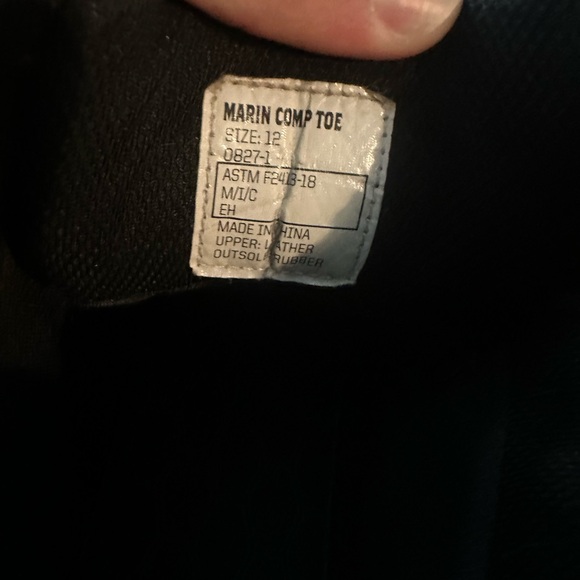 MARIN COMP TOE
SIZE: 12
0827-1
ASTM F2413-18
M/I/C
EH
MADE IN CHINA
UPPER: LEATHER
OUTSOLE:RUBBER